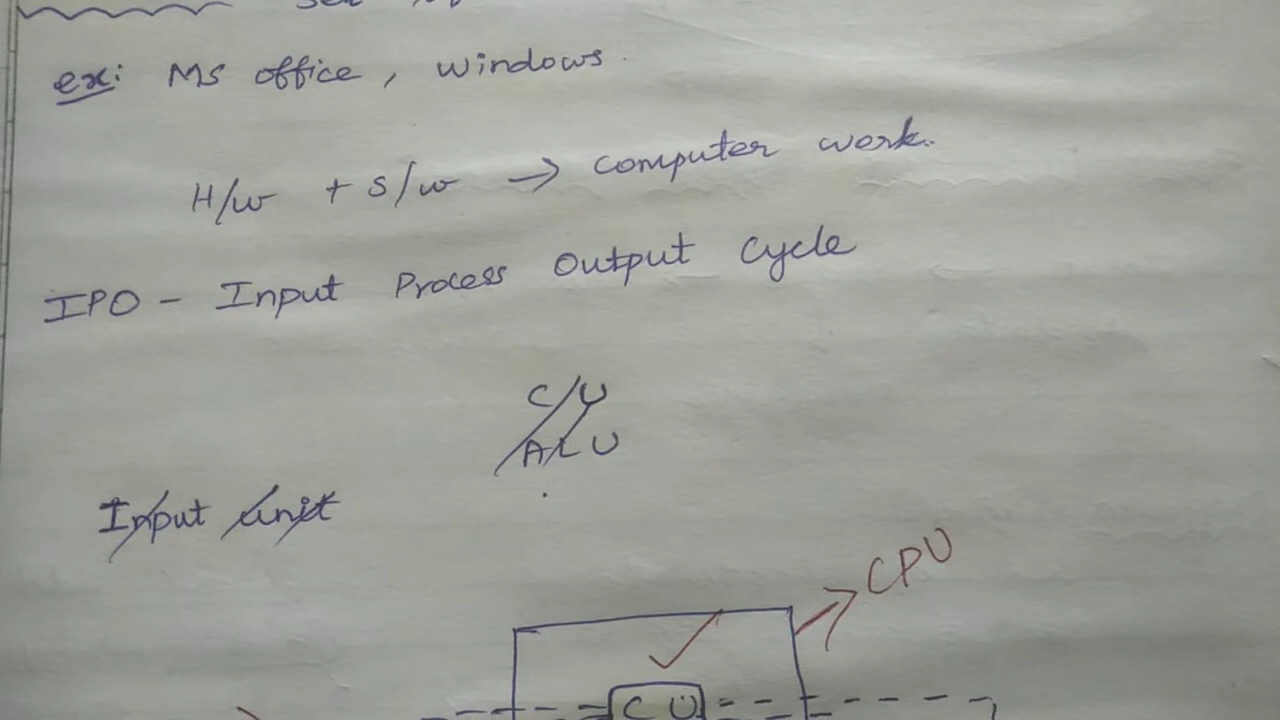 ex: MS office, windows.
H/w + S/w → computer work.
IPO - Input Process Output Cycle
C/U
ALU
Input unit
CPU
CU